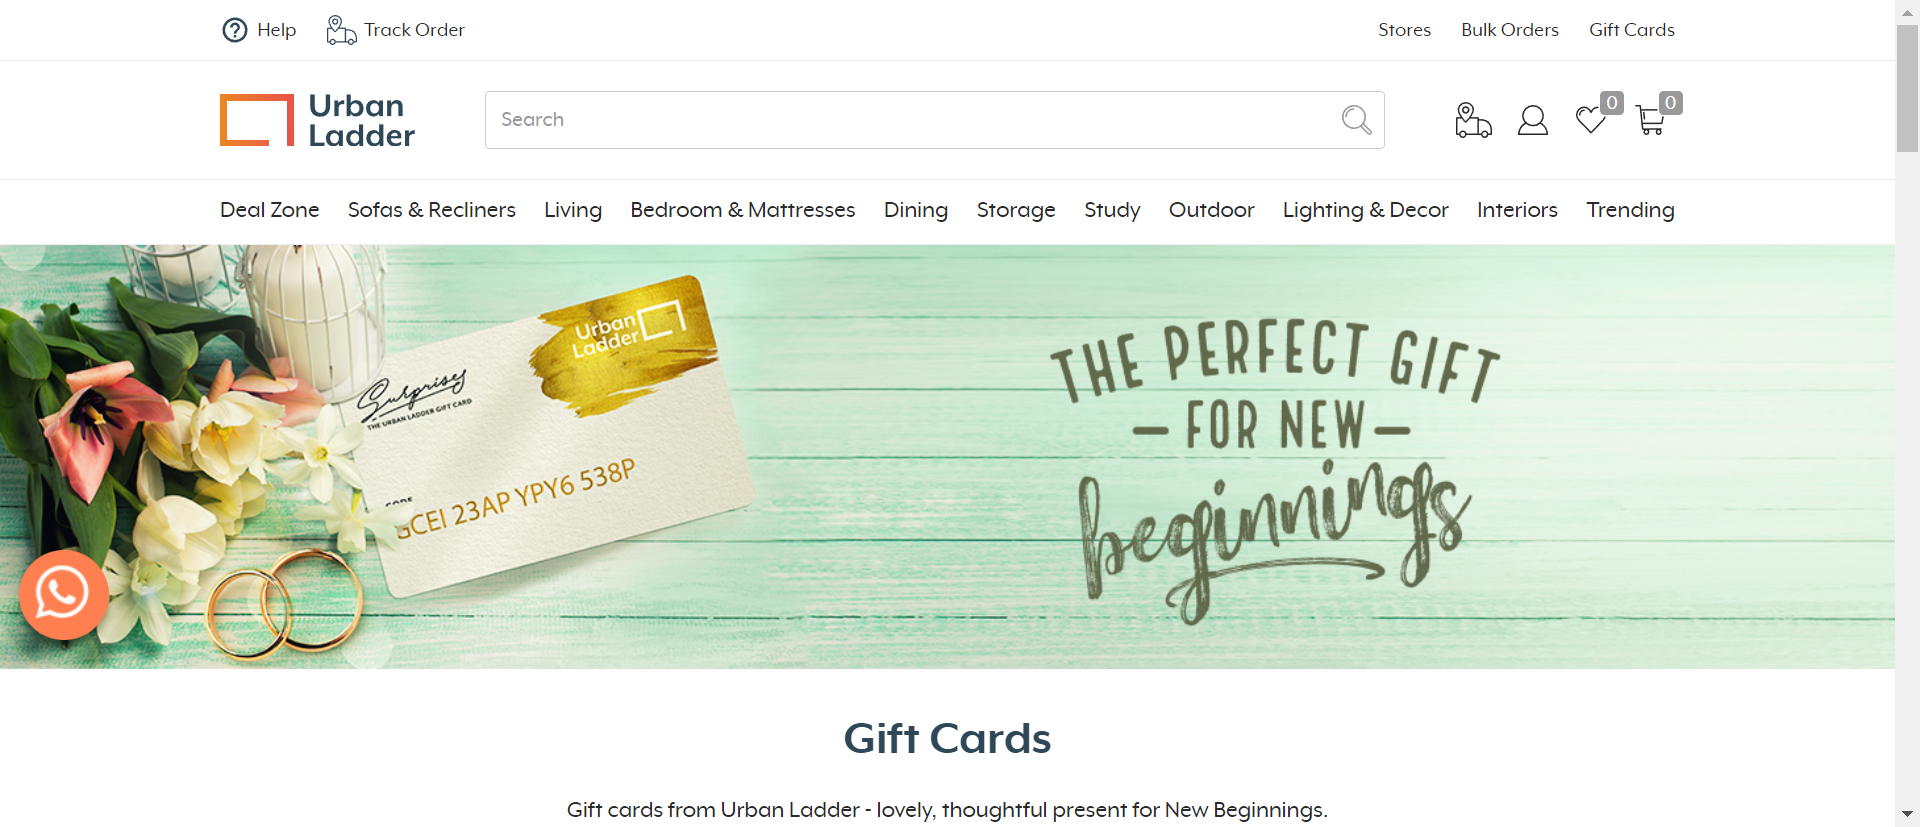 Help
Track Order
Stores
Bulk Orders
Gift Cards
Urban
Ladder
Search
0
0
Deal Zone
Sofas & Recliners
Living
Bedroom & Mattresses
Dining
Storage
Study
Outdoor
Lighting & Decor
Interiors
Trending
Urban
Ladder
Surprises
THE URBAN LADDER GIFT CARD
CODE
GCEI 23AP YPY6 538P
THE PERFECT GIFT
— FOR NEW —
beginnings
Gift Cards
Gift cards from Urban Ladder - lovely, thoughtful present for New Beginnings.